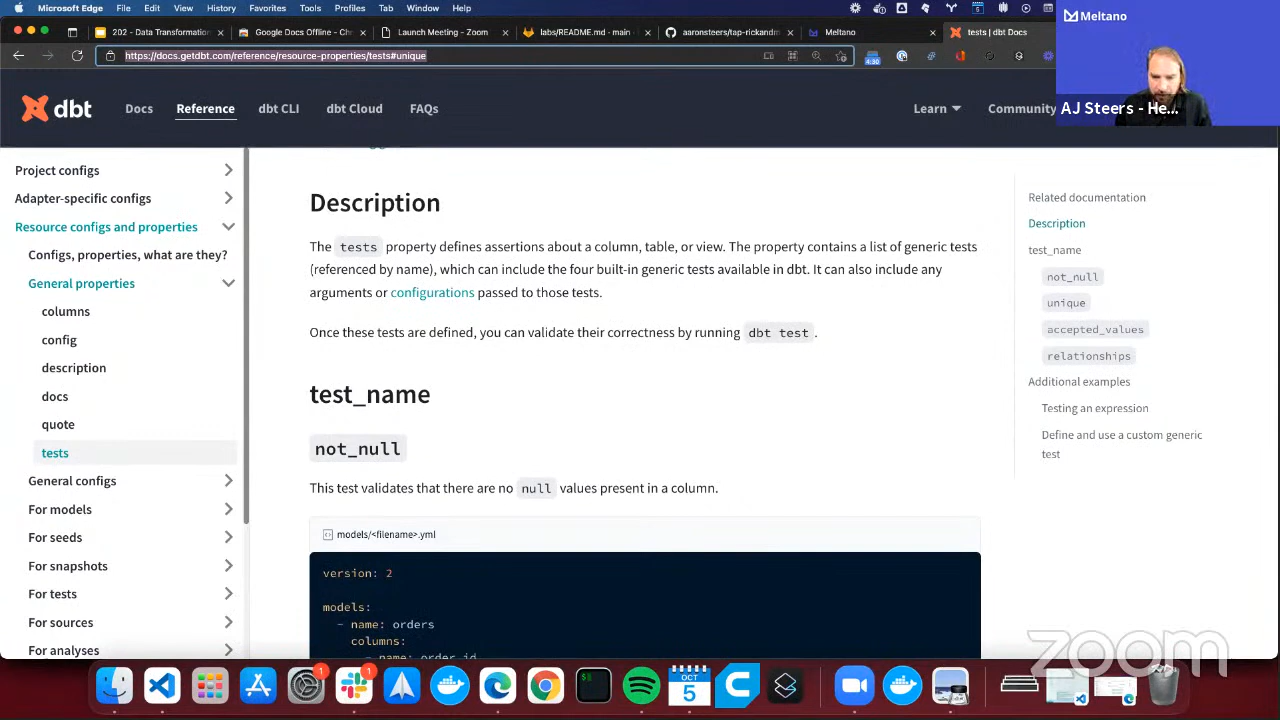 Microsoft Edge File Edit View History Favorites Tools Profiles Tab Window Help
202 - Data Transformation
Google Docs Offline - Chr
Launch Meeting - Zoom
labs/README.md · main ·
aaronsteers/tap-rickandm
Meltano
tests | dbt Docs
https://docs.getdbt.com/reference/resource-properties/tests#unique
4:30
Meltano
AJ Steers - He...
dbt
Docs
Reference
dbt CLI
dbt Cloud
FAQs
Learn
Community
Project configs
Adapter-specific configs
Resource configs and properties
Configs, properties, what are they?
General properties
columns
config
description
docs
quote
tests
General configs
For models
For seeds
For snapshots
For tests
For sources
For analyses
Description
The tests property defines assertions about a column, table, or view. The property contains a list of generic tests
(referenced by name), which can include the four built-in generic tests available in dbt. It can also include any
arguments or configurations passed to those tests.
Once these tests are defined, you can validate their correctness by running dbt test .
test_name
not_null
This test validates that there are no null values present in a column.
models/<filename>.yml
version: 2
models:
- name: orders
columns:
- name: order_id
Related documentation
Description
test_name
not_null
unique
accepted_values
relationships
Additional examples
Testing an expression
Define and use a custom generic
test
1
1
OCT
5
zoom